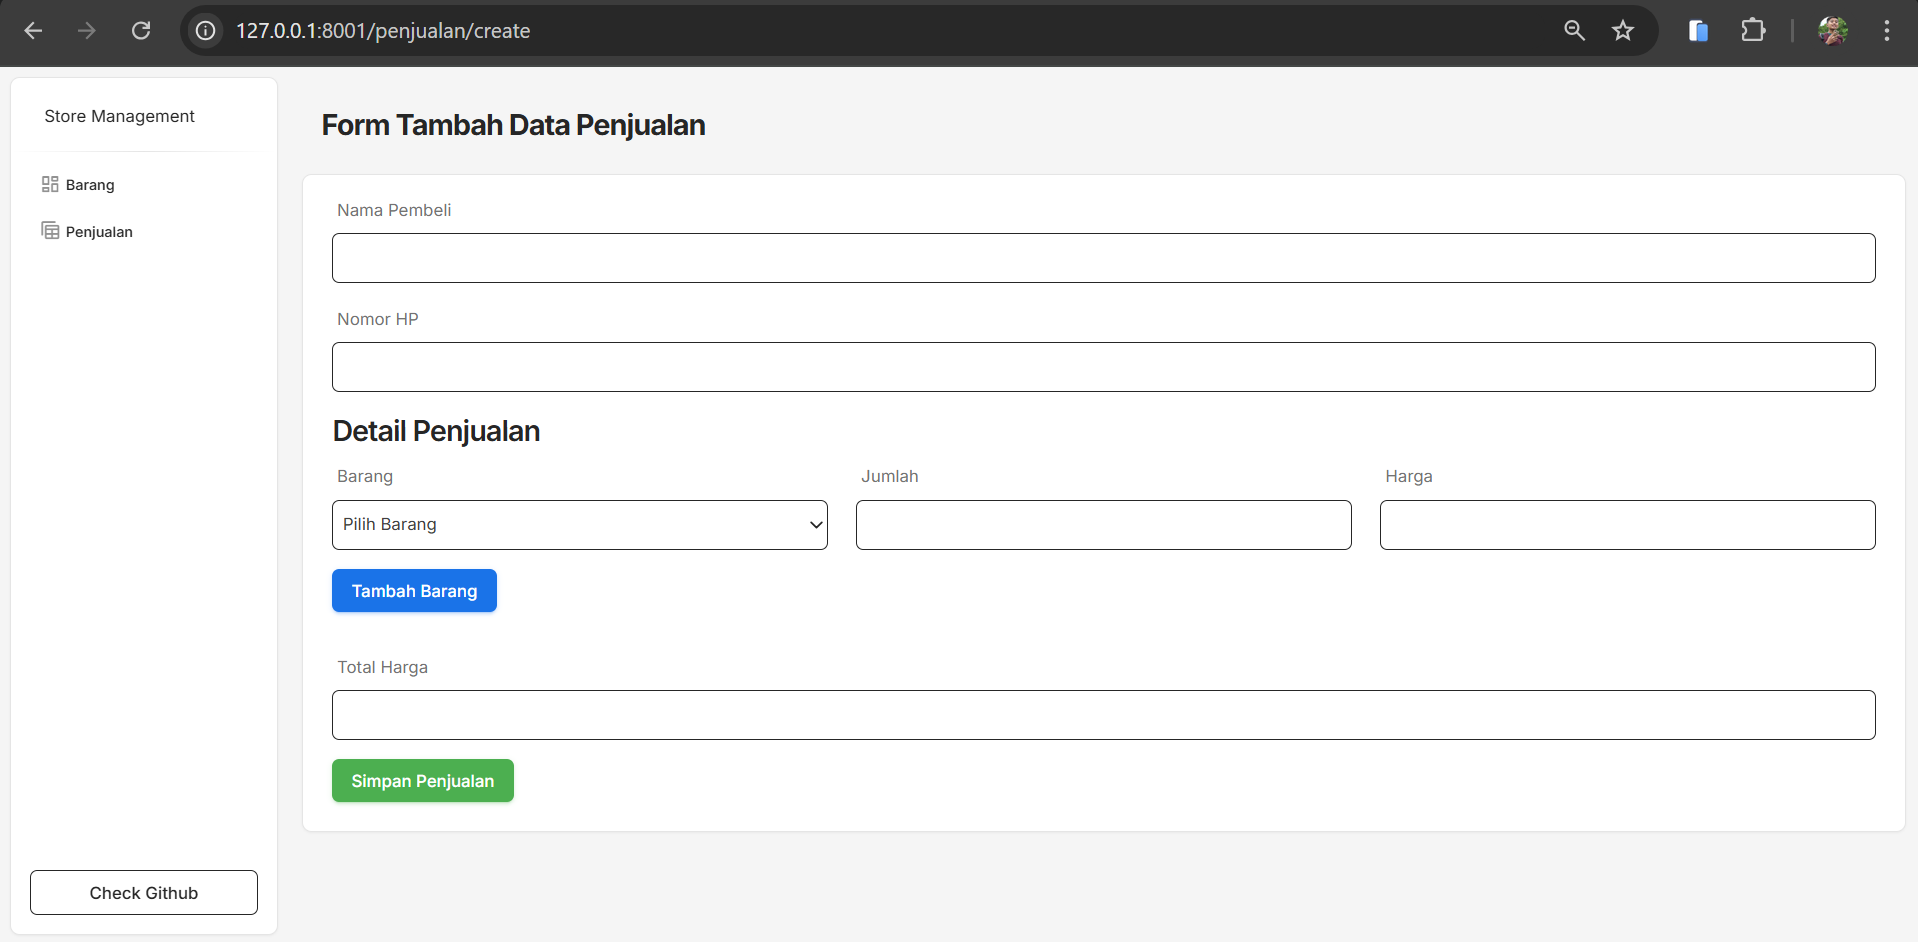 127.0.0.1:8001/penjualan/create
Store Management
Barang
Penjualan
Check Github
Form Tambah Data Penjualan
Nama Pembeli
Nomor HP
Detail Penjualan
Barang Jumlah Harga
Pilih Barang
Tambah Barang
Total Harga
Simpan Penjualan